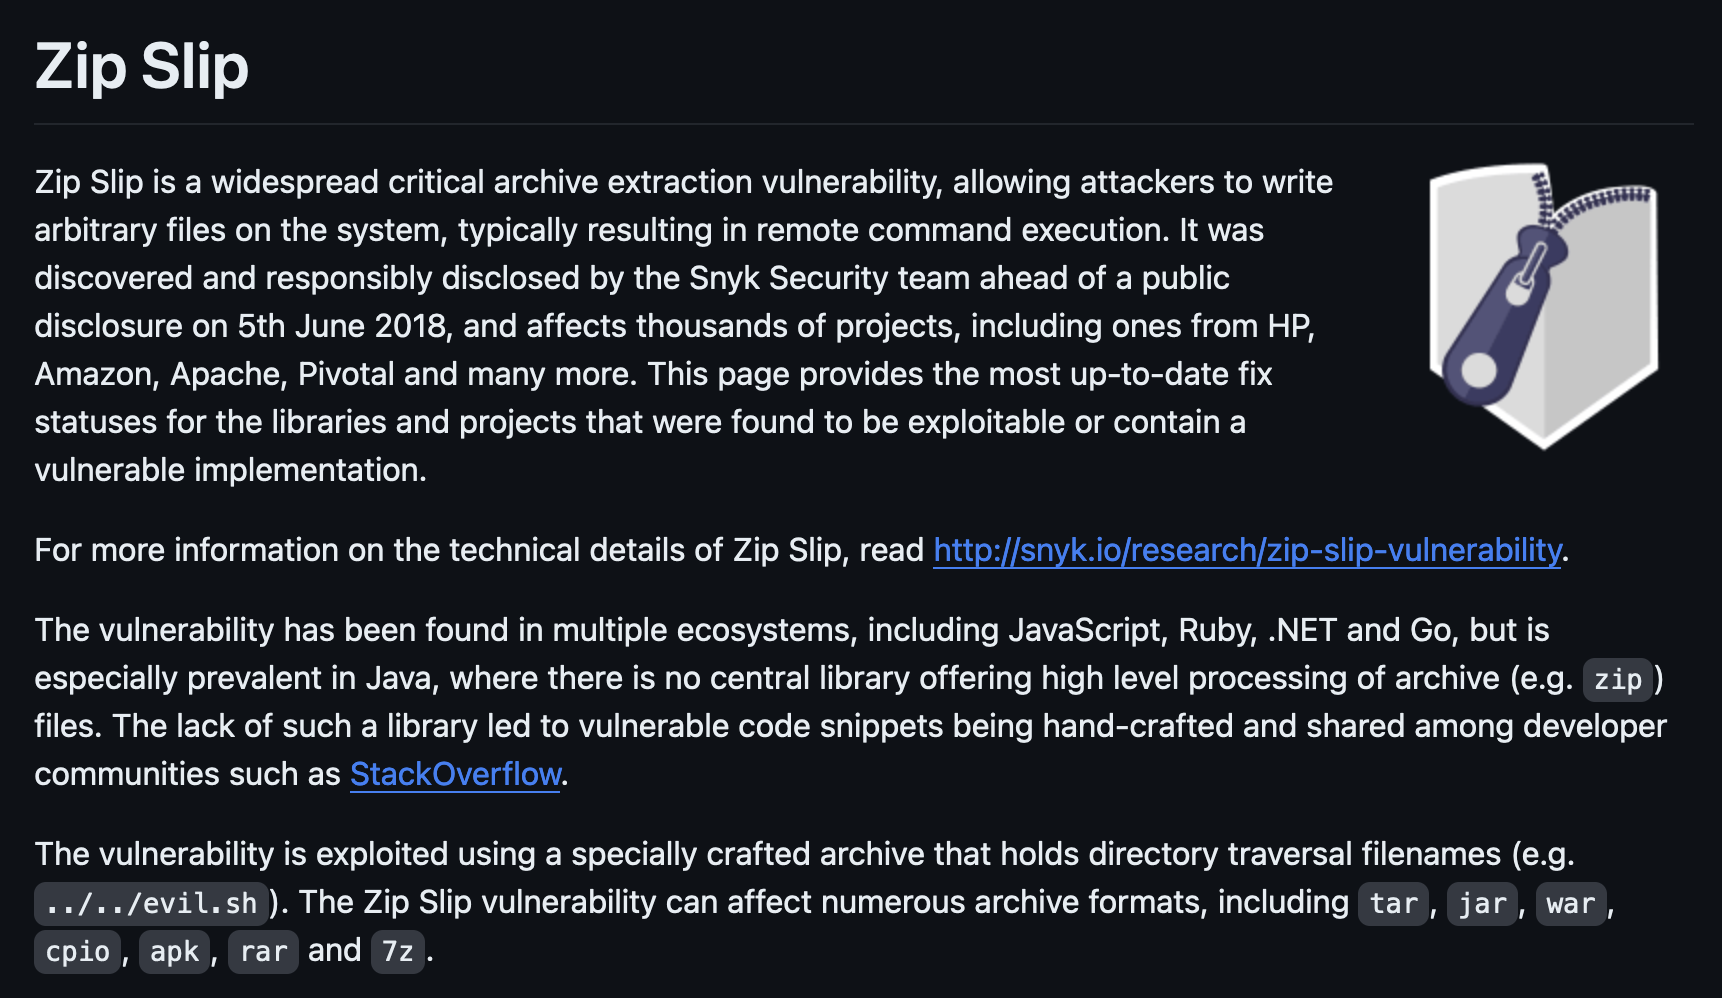 Zip Slip
Zip Slip is a widespread critical archive extraction vulnerability, allowing attackers to write
arbitrary files on the system, typically resulting in remote command execution. It was
discovered and responsibly disclosed by the Snyk Security team ahead of a public
disclosure on 5th June 2018, and affects thousands of projects, including ones from HP,
Amazon, Apache, Pivotal and many more. This page provides the most up-to-date fix
statuses for the libraries and projects that were found to be exploitable or contain a
vulnerable implementation.
For more information on the technical details of Zip Slip, read http://snyk.io/research/zip-slip-vulnerability.
The vulnerability has been found in multiple ecosystems, including JavaScript, Ruby, .NET and Go, but is
especially prevalent in Java, where there is no central library offering high level processing of archive (e.g. zip)
files. The lack of such a library led to vulnerable code snippets being hand-crafted and shared among developer
communities such as StackOverflow.
The vulnerability is exploited using a specially crafted archive that holds directory traversal filenames (e.g.
../../evil.sh). The Zip Slip vulnerability can affect numerous archive formats, including tar, jar, war,
cpio, apk, rar and 7z.